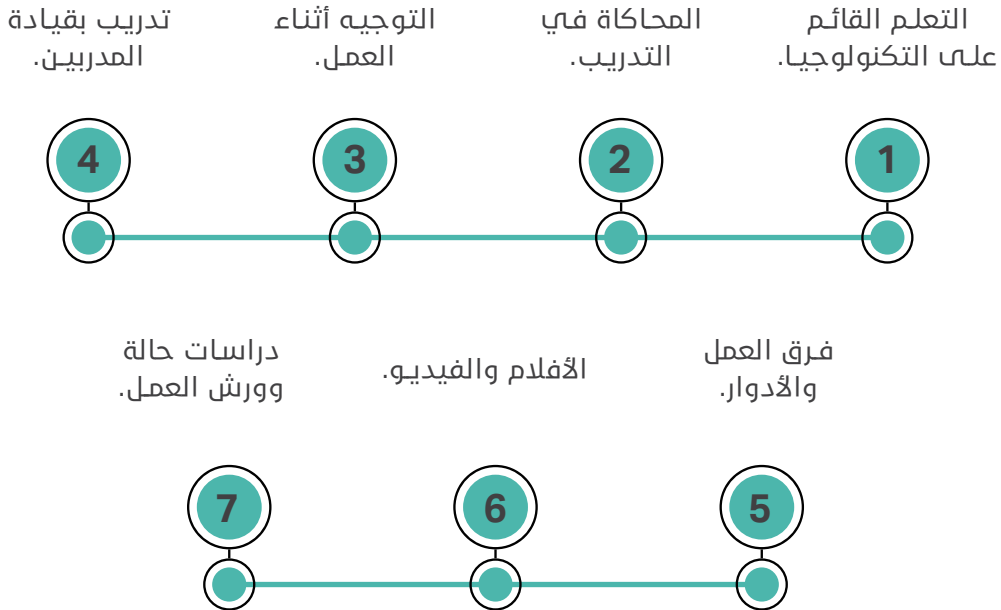 التعلم القائم
على التكنولوجيا.
1
المحاكاة في
التدريب.
2
التوجيه أثناء
العمل.
3
تدريب بقيادة
المدربين.
4
فرق العمل
والأدوار.
5
الأفلام والفيديو.
6
دراسات حالة
وورش العمل.
7